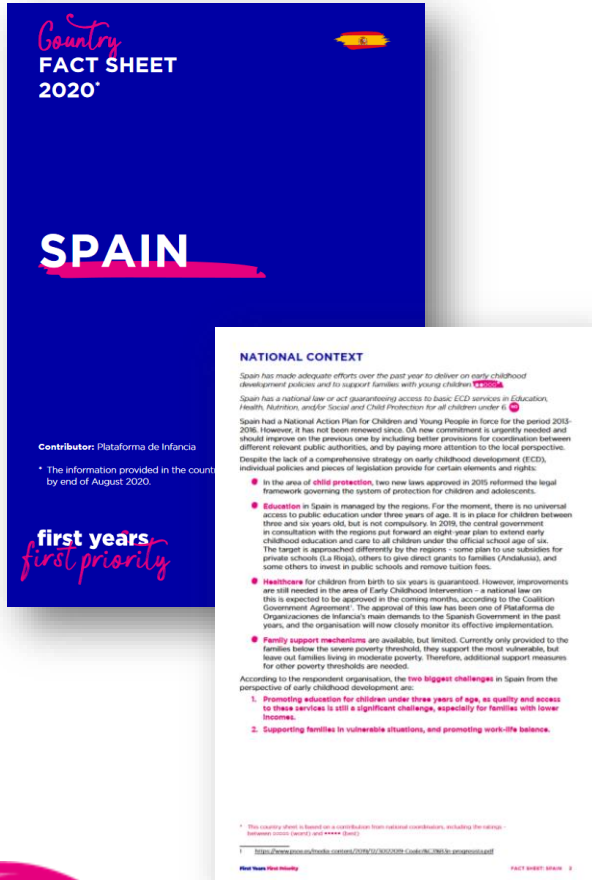 Country
FACT SHEET
2020*
SPAIN
Contributor: Plataforma de Infancia
* The information provided in the countr
by end of August 2020.
first years
first priority
NATIONAL CONTEXT
Spain has made adequate efforts over the past year to deliver on early childhood
development policies and to support families with young children.
Spain has a national law or act guaranteeing access to basic ECD services in Education,
Health, Nutrition, and/or Social and Child Protection for all children under 6.
Spain had a National Action Plan for Children and Young People in force for the period 2013-
2016. However, it has not been renewed since. 0A new commitment is urgently needed and
should improve on the previous one by including better provisions for coordination between
different relevant public authorities, and by paying more attention to the local perspective.
Despite the lack of a comprehensive strategy on early childhood development (ECD),
individual policies and pieces of legislation provide for certain elements and rights:
In the area of child protection, two new laws approved in 2015 reformed the legal
framework governing the system of protection for children and adolescents.
Education in Spain is managed by the regions. For the moment, there is no universal
access to public education under three years of age. It is in place for children between
three and six years old, but is not compulsory. In 2019, the central government
in consultation with the regions put forward an eight-year plan to extend early
childhood education and care to all children under the official school age of six.
The target is approached differently by the regions - some plan to use subsidies for
private schools (La Rioja), others to give direct grants to families (Andalusia), and
some others to invest in public schools and remove tuition fees.
Healthcare for children from birth to six years is guaranteed. However, improvements
are still needed in the area of Early Childhood Intervention – a national law on
this is expected to be approved in the coming months, according to the Coalition
Government Agreement¹. The approval of this law has been one of Plataforma de
Organizaciones de Infancia's main demands to the Spanish Government in the past
years, and the organisation will now closely monitor its effective implementation.
Family support mechanisms are available, but limited. Currently only provided to the
families below the severe poverty threshold, they support the most vulnerable, but
leave out families living in moderate poverty. Therefore, additional support measures
for other poverty thresholds are needed.
According to the respondent organisation, the two biggest challenges in Spain from the
perspective of early childhood development are:
1. Promoting education for children under three years of age, as quality and access
to these services is still a significant challenge, especially for families with lower
incomes.
2. Supporting families in vulnerable situations, and promoting work-life balance.
* This country sheet is based on a contribution from national coordinators, including the ratings -
between (worst) and (best)
1
First Years First Priority
FACT SHEET: SPAIN 2